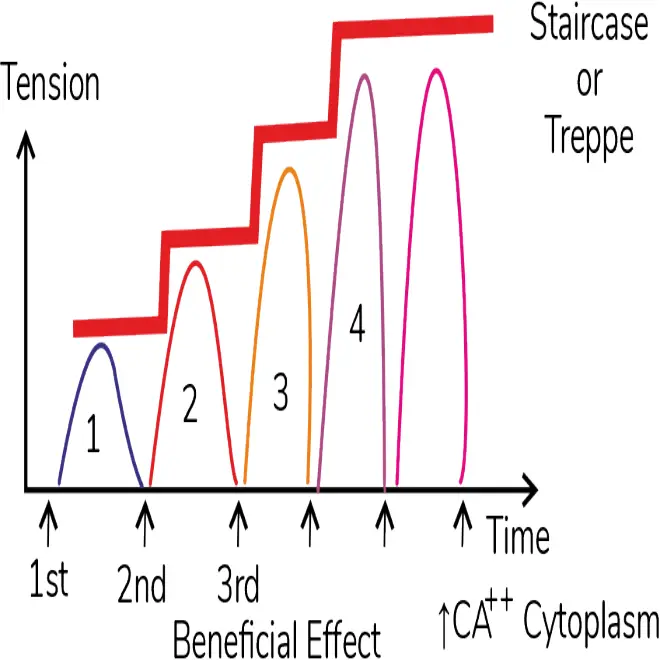 Staircase
or
Treppe
Tension
1
2
3
4
1st
2nd
3rd
Time
Beneficial Effect
↑CA++ Cytoplasm